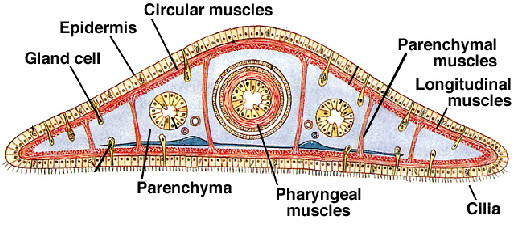 Circular muscles
Epidermis
Gland cell
Parenchymal
muscles
Longitudinal
muscles
Parenchyma
Pharyngeal
muscles
Cilia